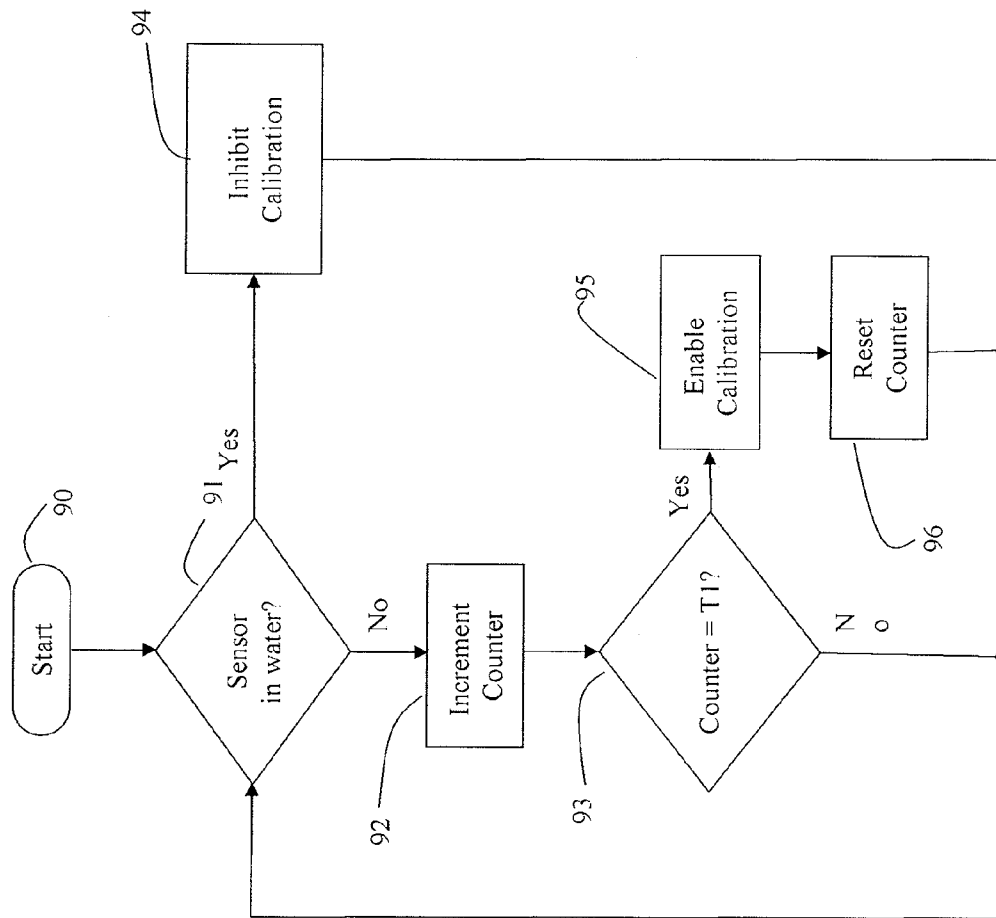 Start
90
Sensor
in water?
91
Yes
Inhibit
Calibration
94
No
Increment
Counter
92
Counter = T1?
93
Yes
Enable
Calibration
95
Reset
Counter
96
N
o